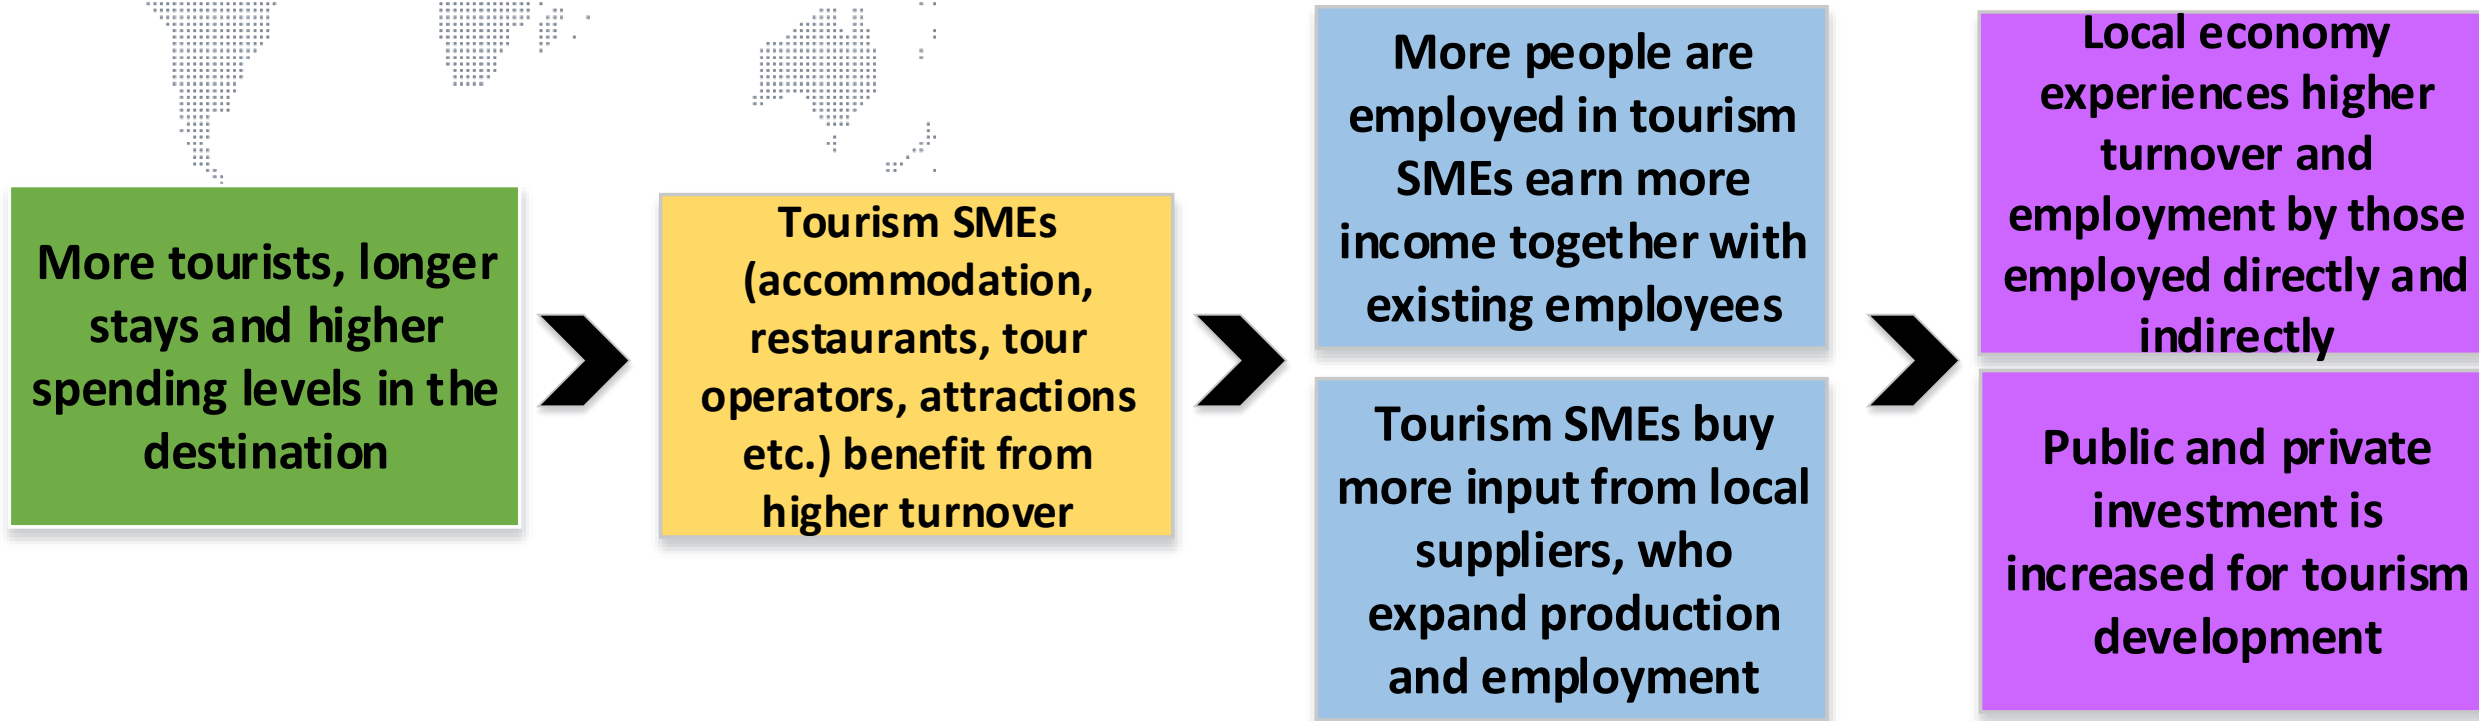 More tourists, longer
stays and higher
spending levels in the
destination
Tourism SMEs
(accommodation,
restaurants, tour
operators, attractions
etc.) benefit from
higher turnover
More people are
employed in tourism
SMEs earn more
income together with
existing employees
Tourism SMEs buy
more input from local
suppliers, who
expand production
and employment
Local economy
experiences higher
turnover and
employment by those
employed directly and
indirectly
Public and private
investment is
increased for tourism
development